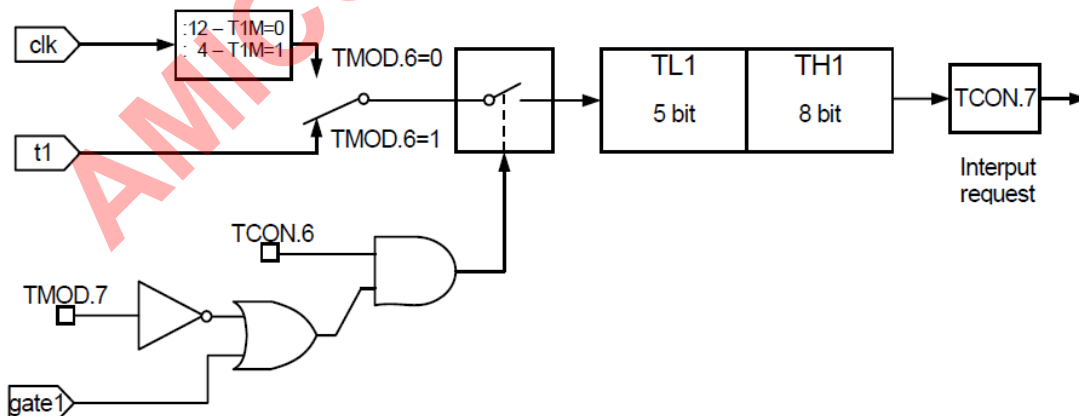 clk
:12 – T1M=0
: 4 – T1M=1
TMOD.6=0
TL1
5 bit
TH1
8 bit
TCON.7
t1
TMOD.6=1
Interput
request
TCON.6
TMOD.7
gate1
AMIC